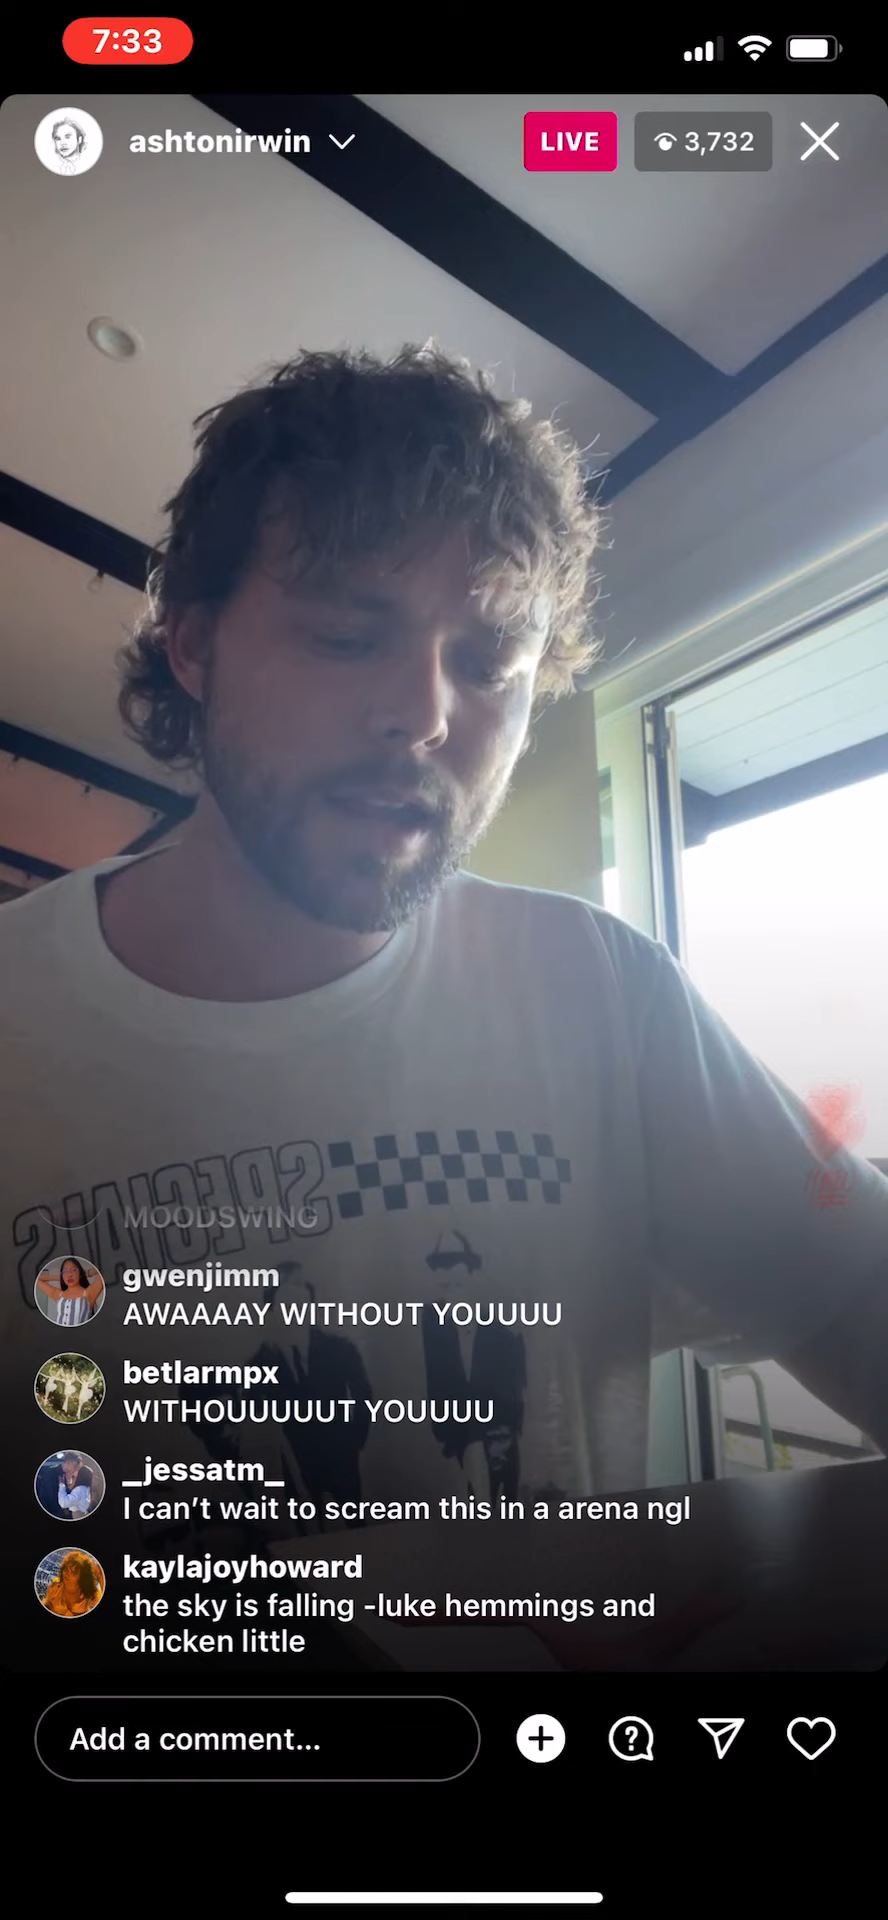 7:33
ashtonirwin
LIVE
3,732
SPECIALS
MOODSWING
gwenjimm
AWAAAAY WITHOUT YOUUUU
betlarmpx
WITHOUUUUUT YOUUUU
_jessatm_
I can’t wait to scream this in a arena ngl
kaylajoyhoward
the sky is falling -luke hemmings and
chicken little
Add a comment...